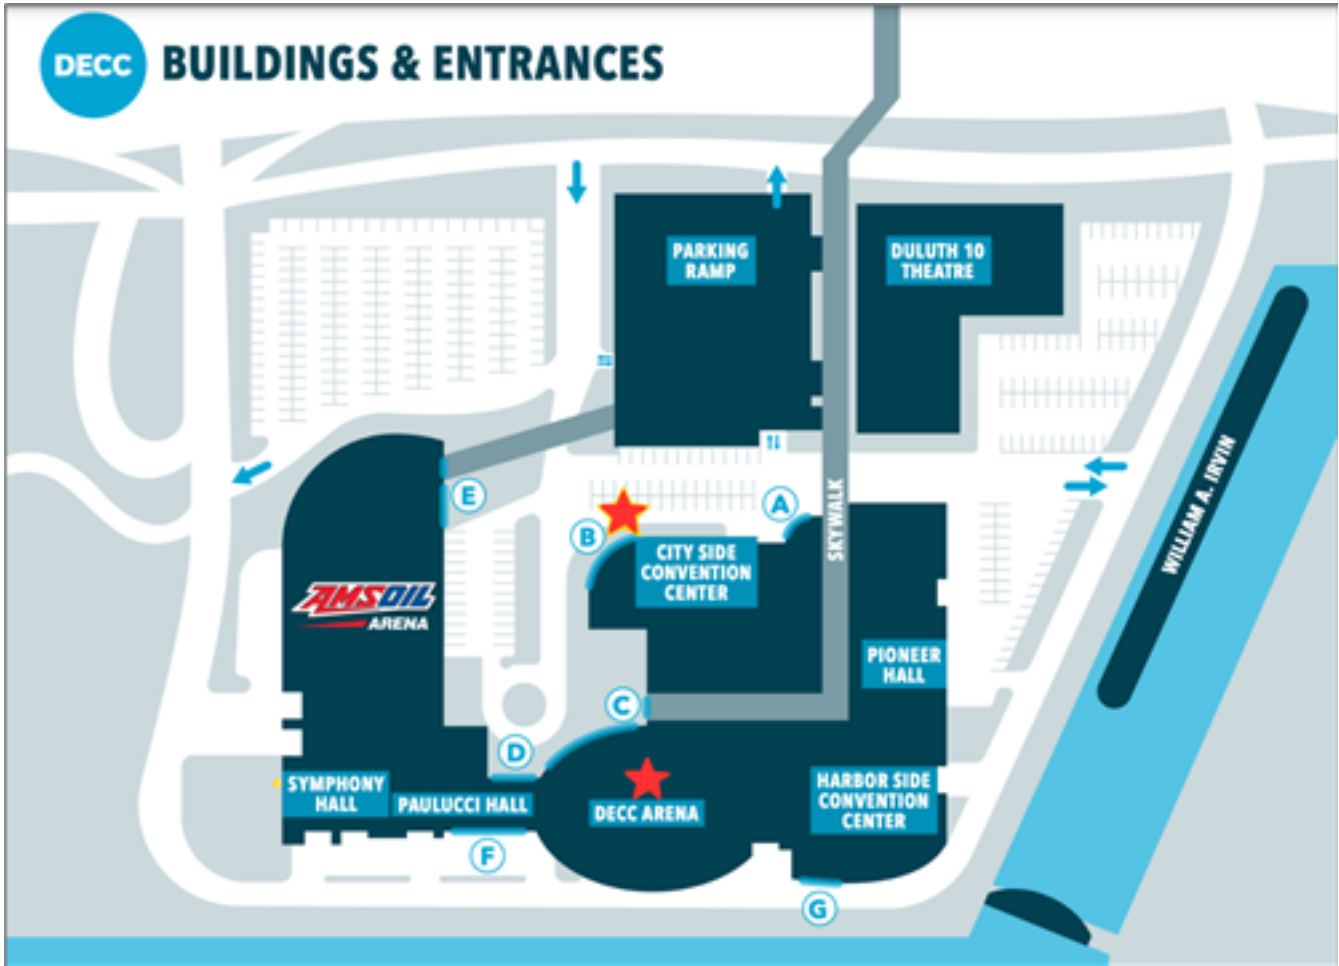 DECC
BUILDINGS & ENTRANCES
PARKING
RAMP
DULUTH 10
THEATRE
E
A
B
CITY SIDE
CONVENTION
CENTER
SKYWALK
WILLIAM A. IRVIN
AMSOIL
ARENA
PIONEER
HALL
C
D
SYMPHONY
HALL
PAULUCCI HALL
DECC ARENA
HARBOR SIDE
CONVENTION
CENTER
F
G